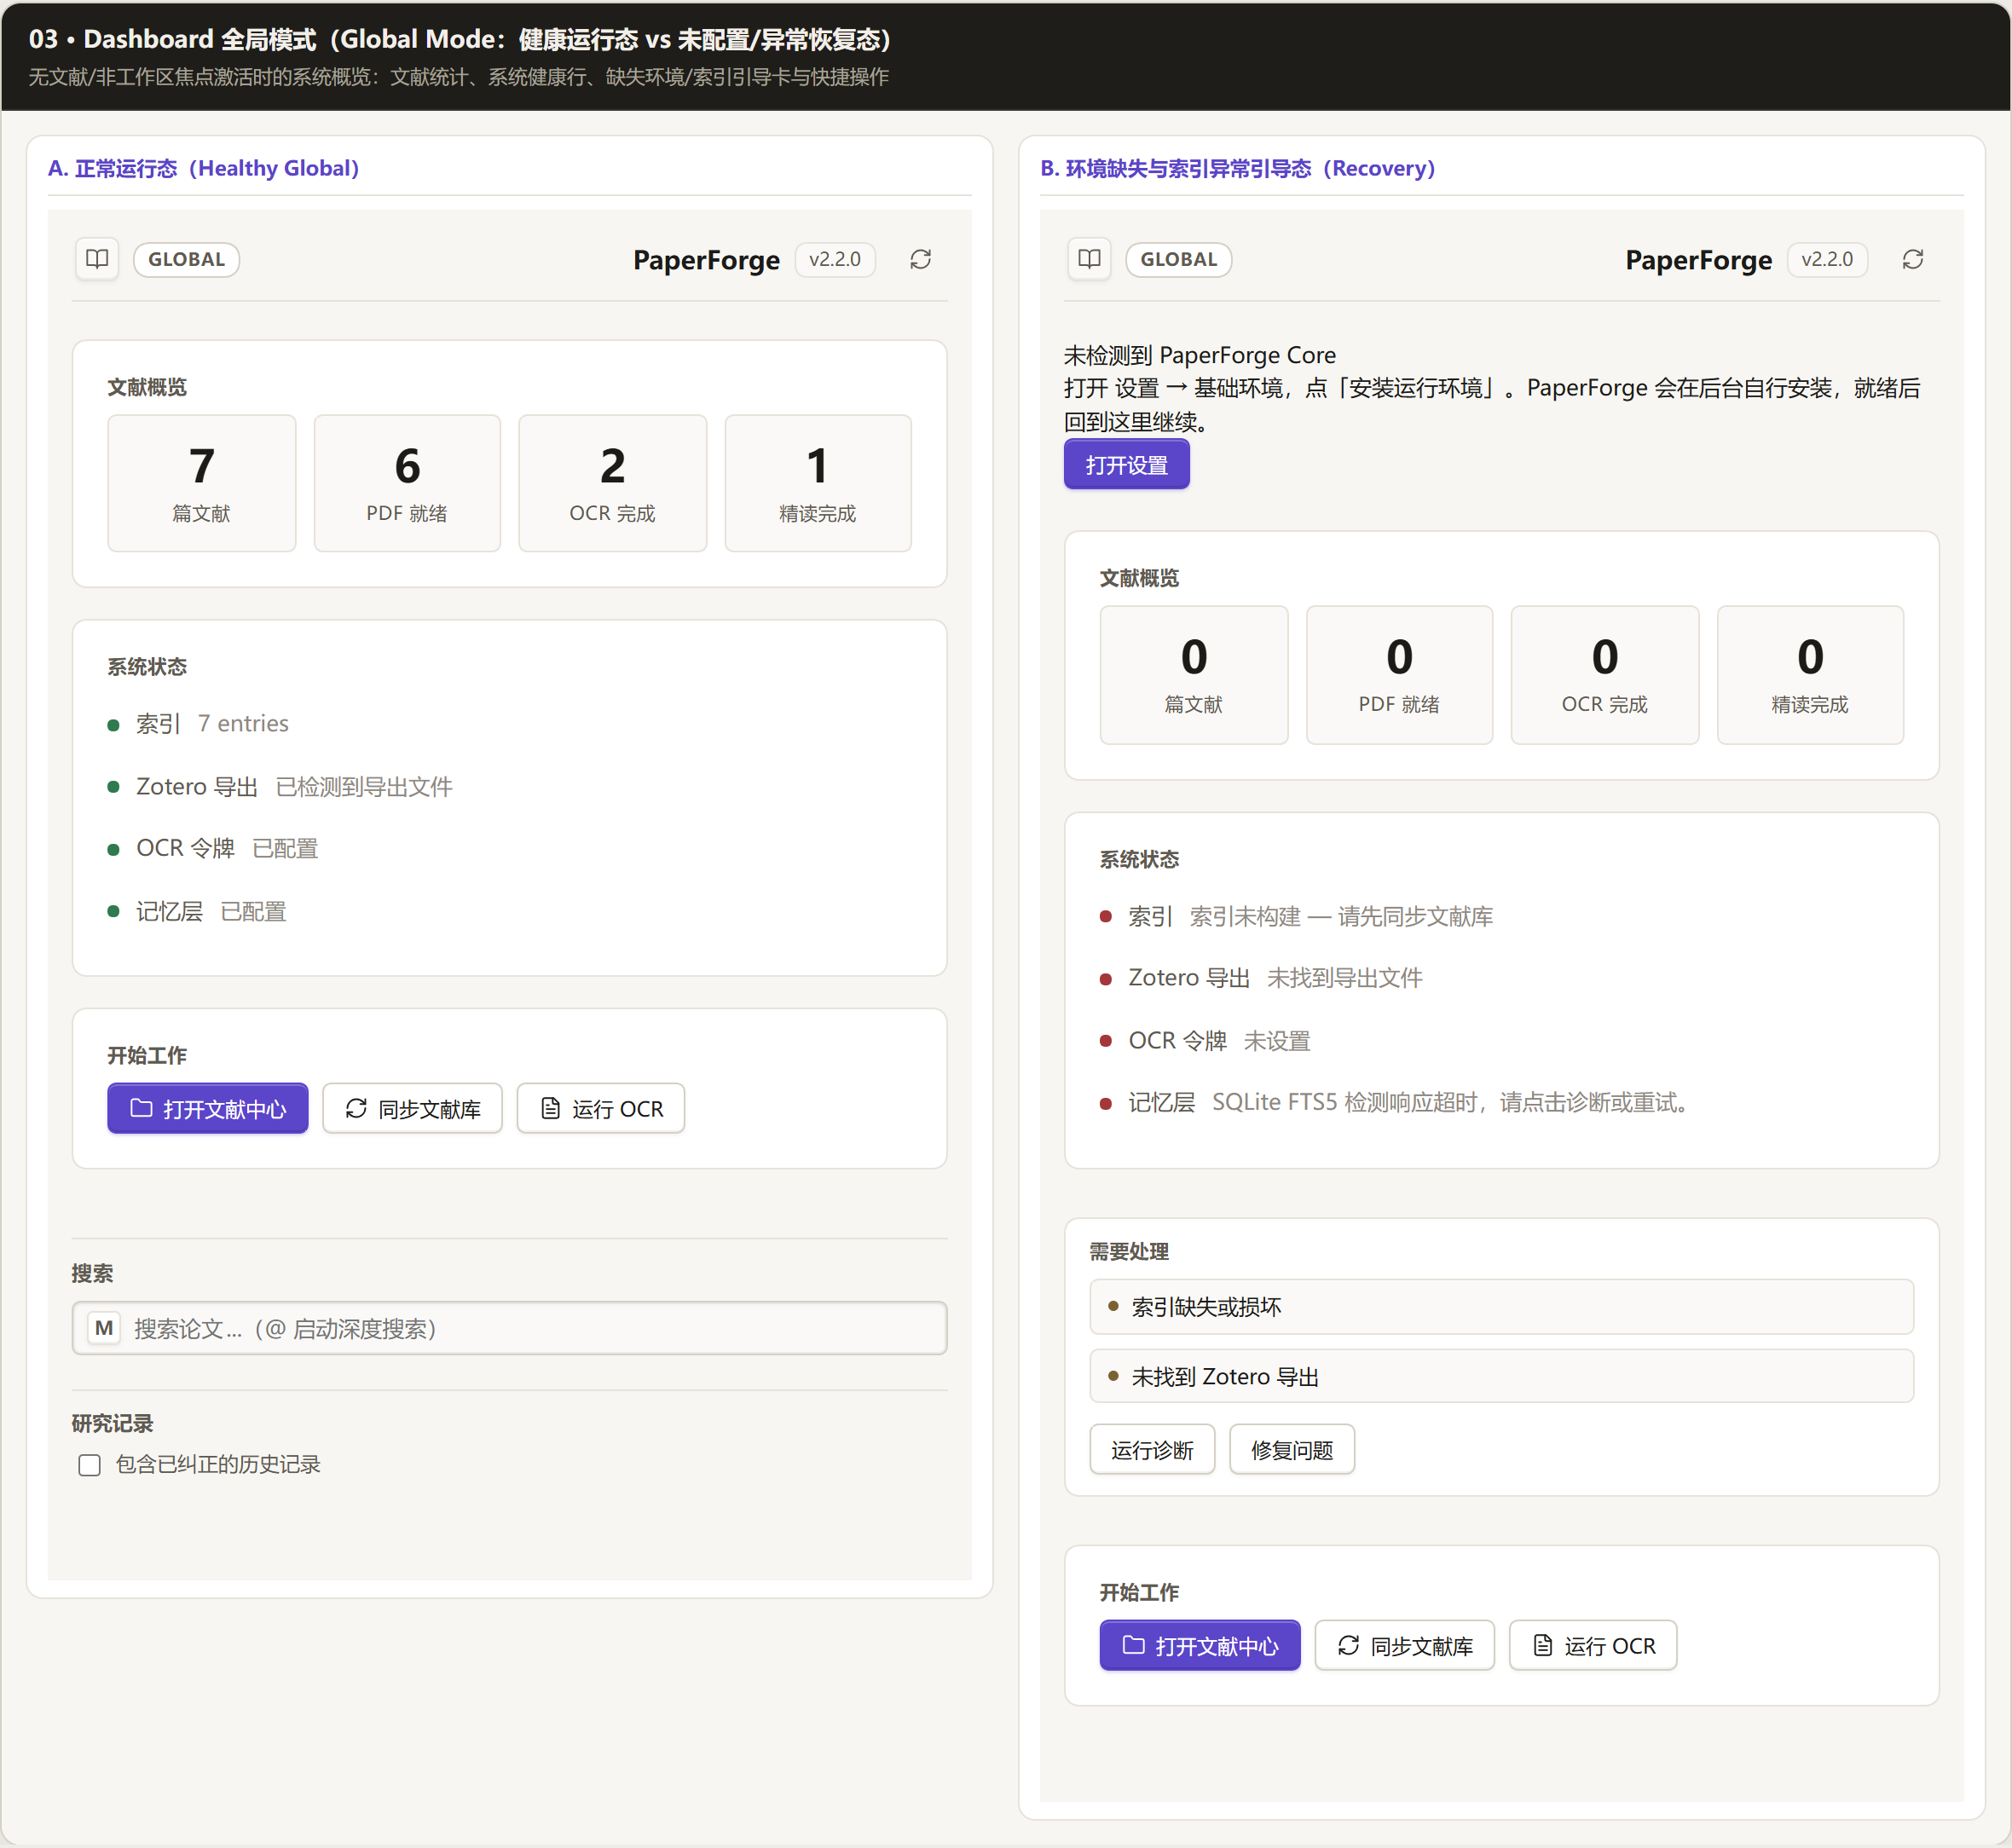 03 • Dashboard 全局模式（Global Mode：健康运行态 vs 未配置/异常恢复态）
无文献/非工作区焦点激活时的系统概览：文献统计、系统健康行、缺失环境/索引引导卡与快捷操作
A. 正常运行态（Healthy Global）
GLOBAL
PaperForge
v2.2.0
文献概览
7
篇文献
6
PDF 就绪
2
OCR 完成
1
精读完成
系统状态
索引 7 entries
Zotero 导出 已检测到导出文件
OCR 令牌 已配置
记忆层 已配置
开始工作
打开文献中心
同步文献库
运行 OCR
搜索
M 搜索论文…（@ 启动深度搜索）
研究记录
包含已纠正的历史记录
B. 环境缺失与索引异常引导态（Recovery）
GLOBAL
PaperForge
v2.2.0
未检测到 PaperForge Core
打开 设置 → 基础环境，点「安装运行环境」。PaperForge 会在后台自行安装，就绪后
回到这里继续。
打开设置
文献概览
0
篇文献
0
PDF 就绪
0
OCR 完成
0
精读完成
系统状态
索引 索引未构建 — 请先同步文献库
Zotero 导出 未找到导出文件
OCR 令牌 未设置
记忆层 SQLite FTS5 检测响应超时，请点击诊断或重试。
需要处理
索引缺失或损坏
未找到 Zotero 导出
运行诊断
修复问题
开始工作
打开文献中心
同步文献库
运行 OCR